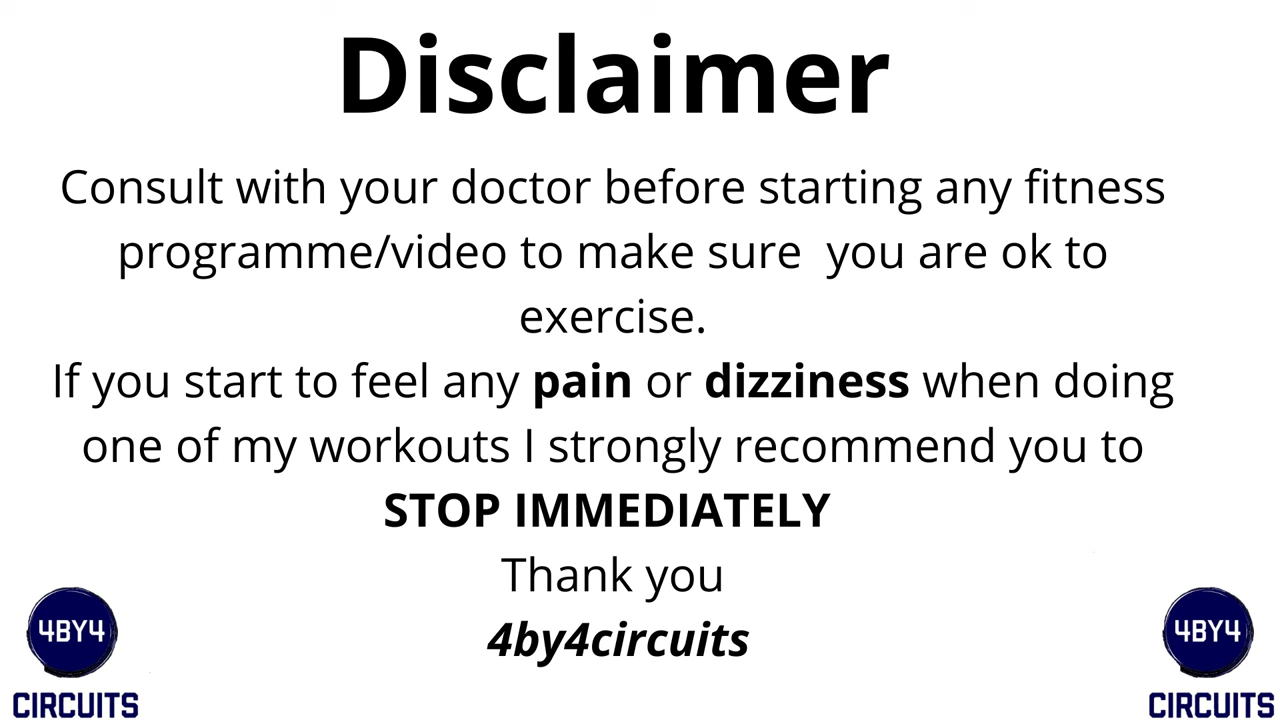 Disclaimer
Consult with your doctor before starting any fitness
programme/video to make sure  you are ok to
exercise.
If you start to feel any pain or dizziness when doing
one of my workouts I strongly recommend you to
STOP IMMEDIATELY
Thank you
4by4circuits
4BY4
CIRCUITS
4BY4
CIRCUITS